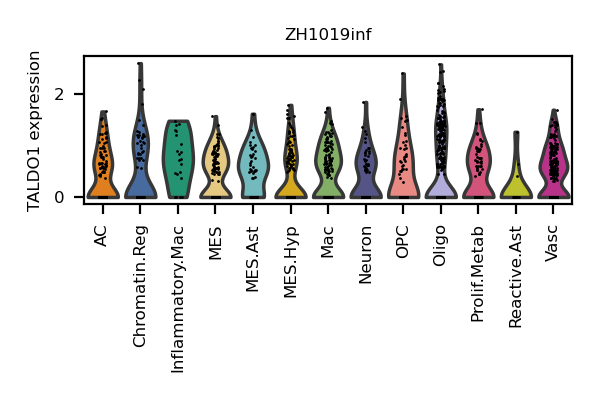 ZH1019inf
TALDO1 expression
2
0
AC
Chromatin.Reg
Inflammatory.Mac
MES
MES.Ast
MES.Hyp
Mac
Neuron
OPC
Oligo
Prolif.Metab
Reactive.Ast
Vasc